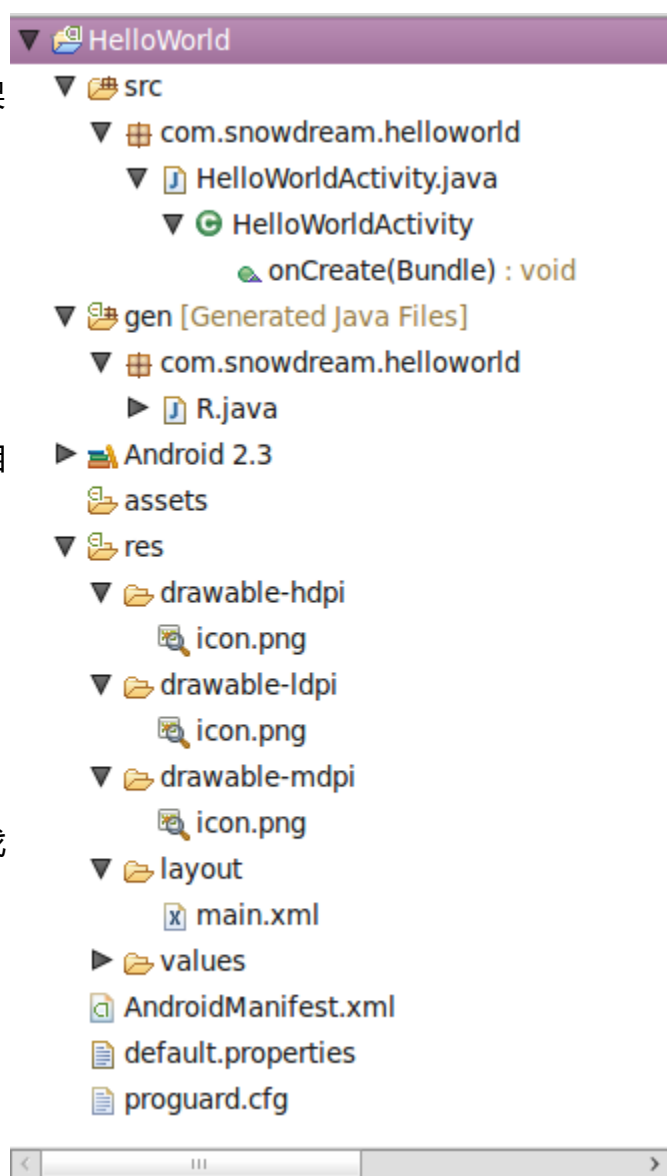 HelloWorld
src
com.snowdream.helloworld
HelloWorldActivity.java
HelloWorldActivity
onCreate(Bundle) : void
gen [Generated Java Files]
com.snowdream.helloworld
R.java
Android 2.3
assets
res
drawable-hdpi
icon.png
drawable-ldpi
icon.png
drawable-mdpi
icon.png
layout
main.xml
values
AndroidManifest.xml
default.properties
proguard.cfg